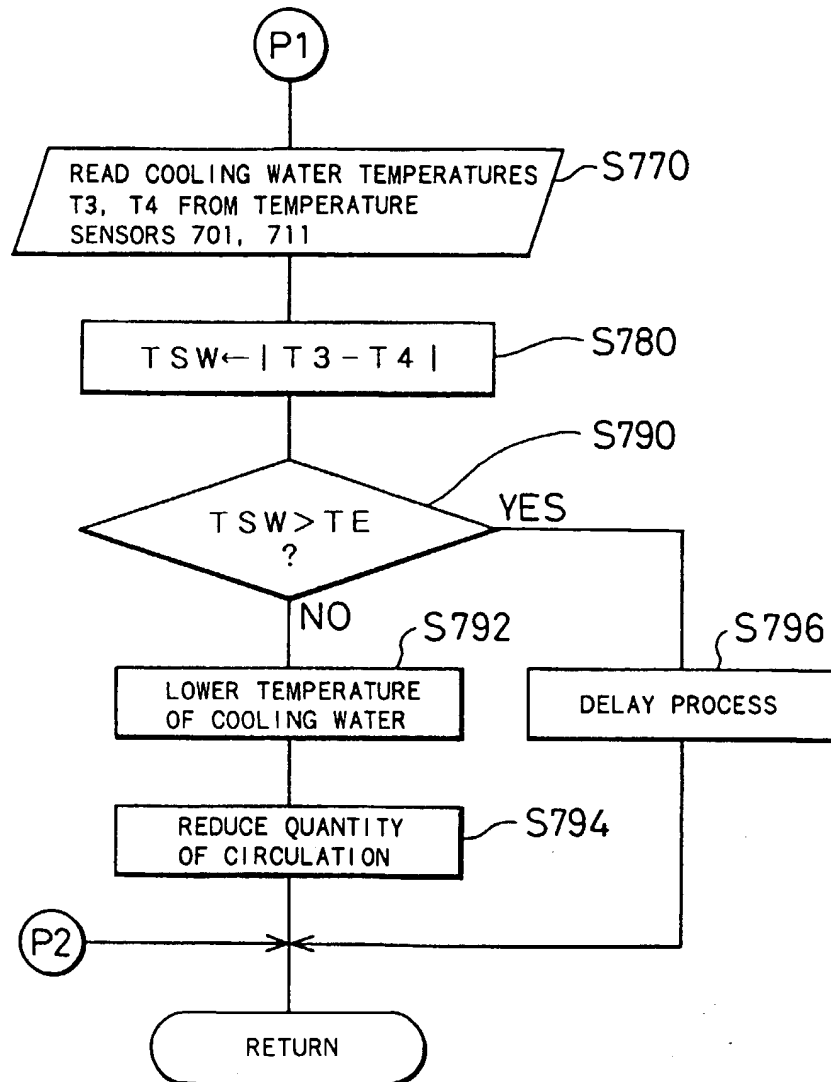 P1
READ COOLING WATER TEMPERATURES
T3, T4 FROM TEMPERATURE
SENSORS 701, 711
S770
TSW←|T3-T4|
S780
S790
TSW>TE
?
YES
NO
S792
LOWER TEMPERATURE
OF COOLING WATER
S796
DELAY PROCESS
REDUCE QUANTITY
OF CIRCULATION
S794
P2
RETURN